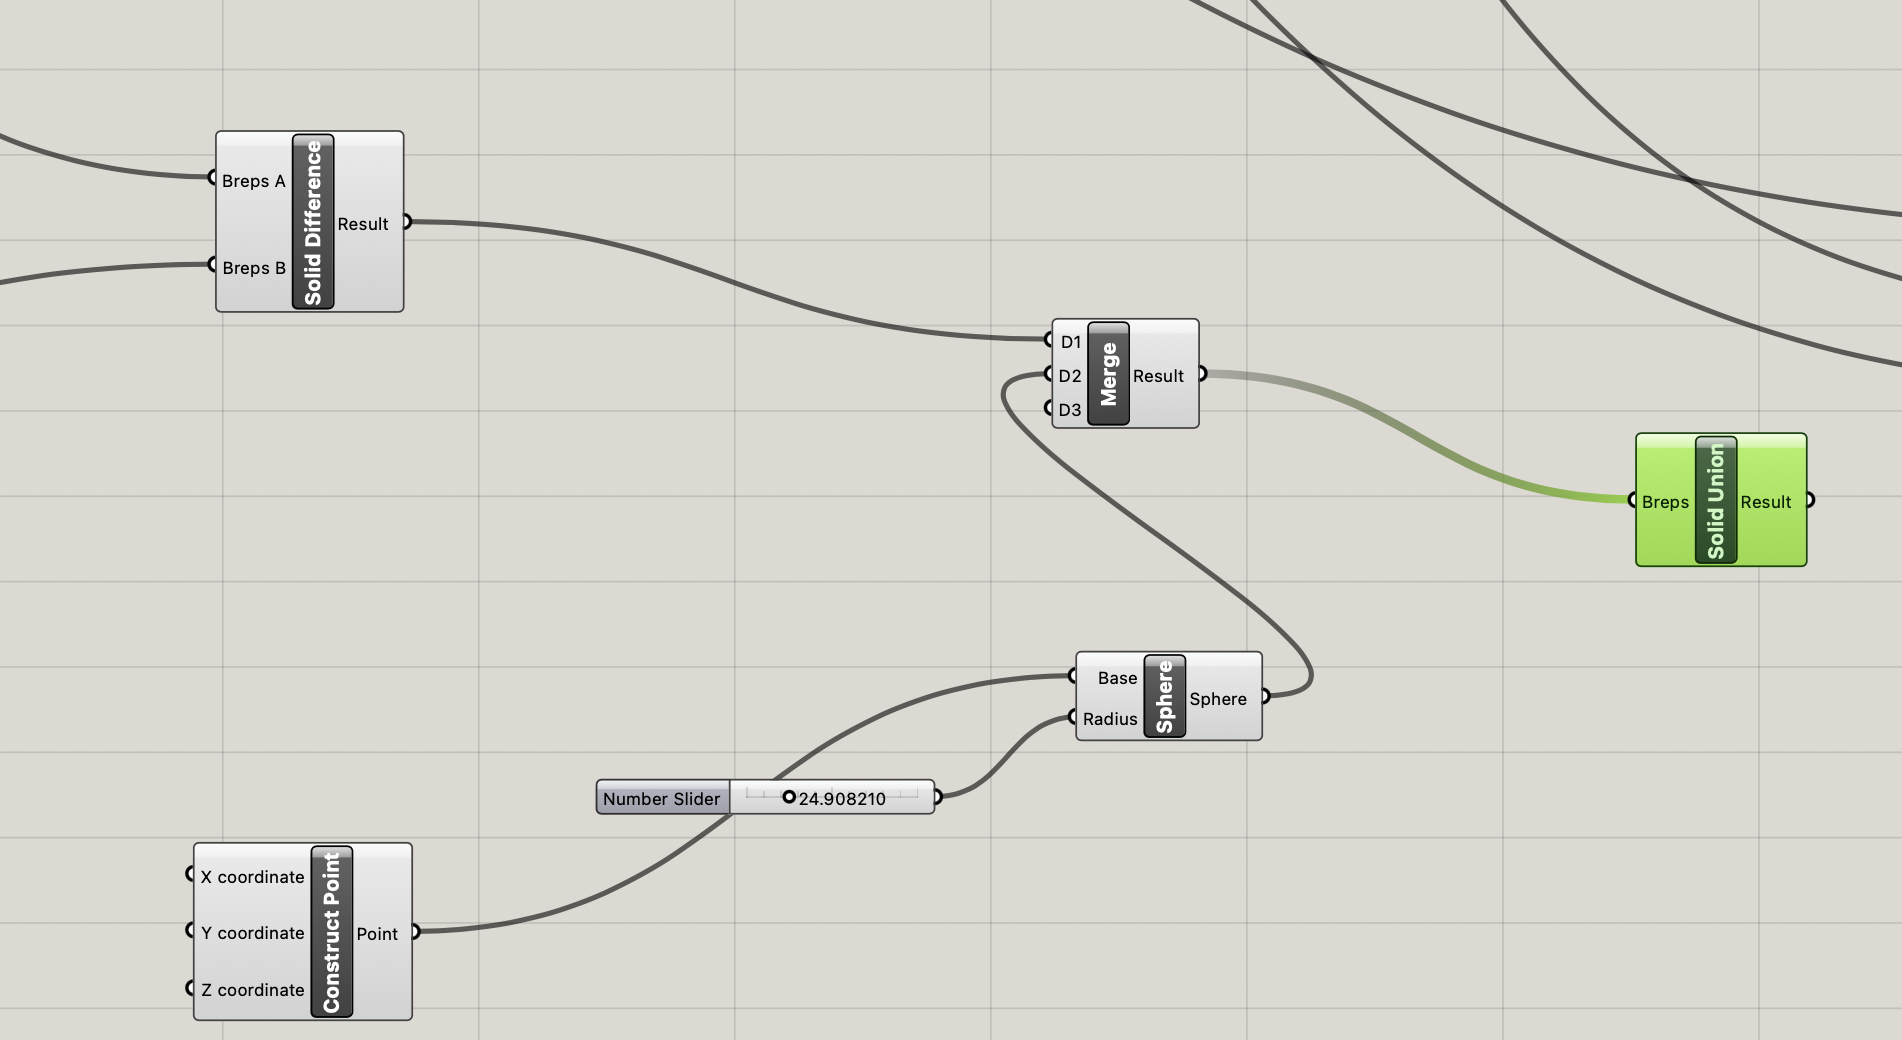 Breps A
Breps B
Solid Difference
Result
D1
D2
D3
Merge
Result
Breps
Solid Union
Result
Base
Radius
Sphere
Sphere
Number Slider
24.908210
X coordinate
Y coordinate
Z coordinate
Construct Point
Point